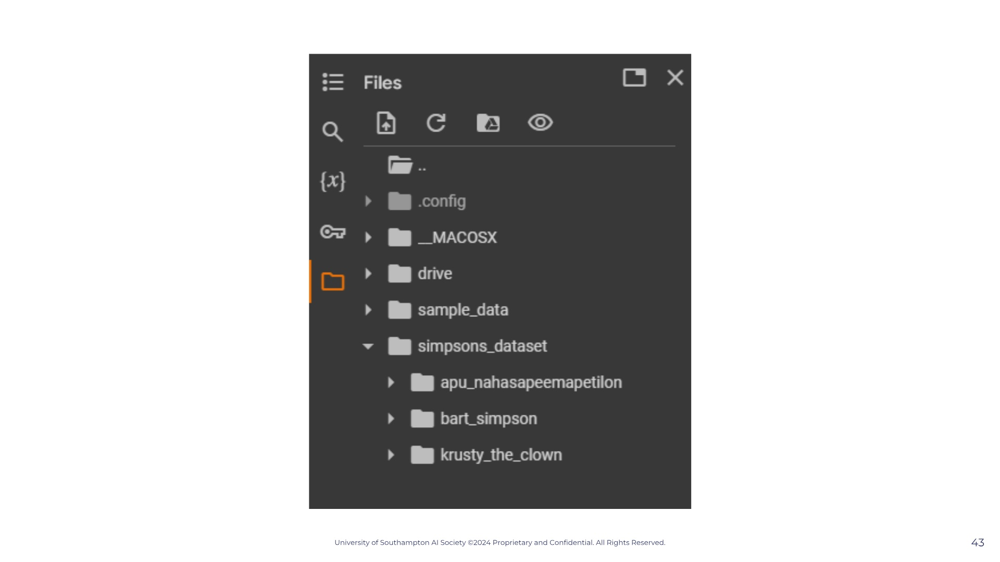 Files
{x}
..
.config
__MACOSX
drive
sample_data
simpsons_dataset
apu_nahasapeemapetilon
bart_simpson
krusty_the_clown
University of Southampton AI Society ©2024 Proprietary and Confidential. All Rights Reserved.
43